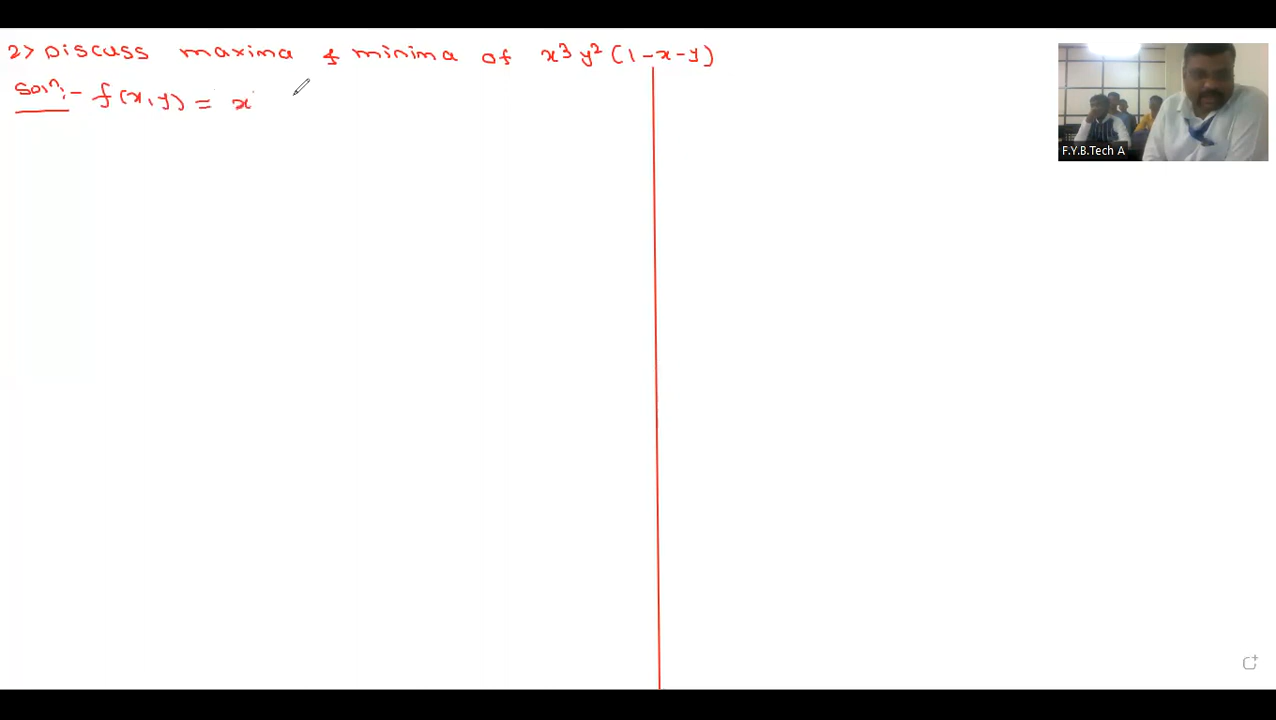 2> Discuss maxima & minima of x³y²(1-x-y)
Solⁿ:- f(x,y) = x
F.Y.B.Tech A